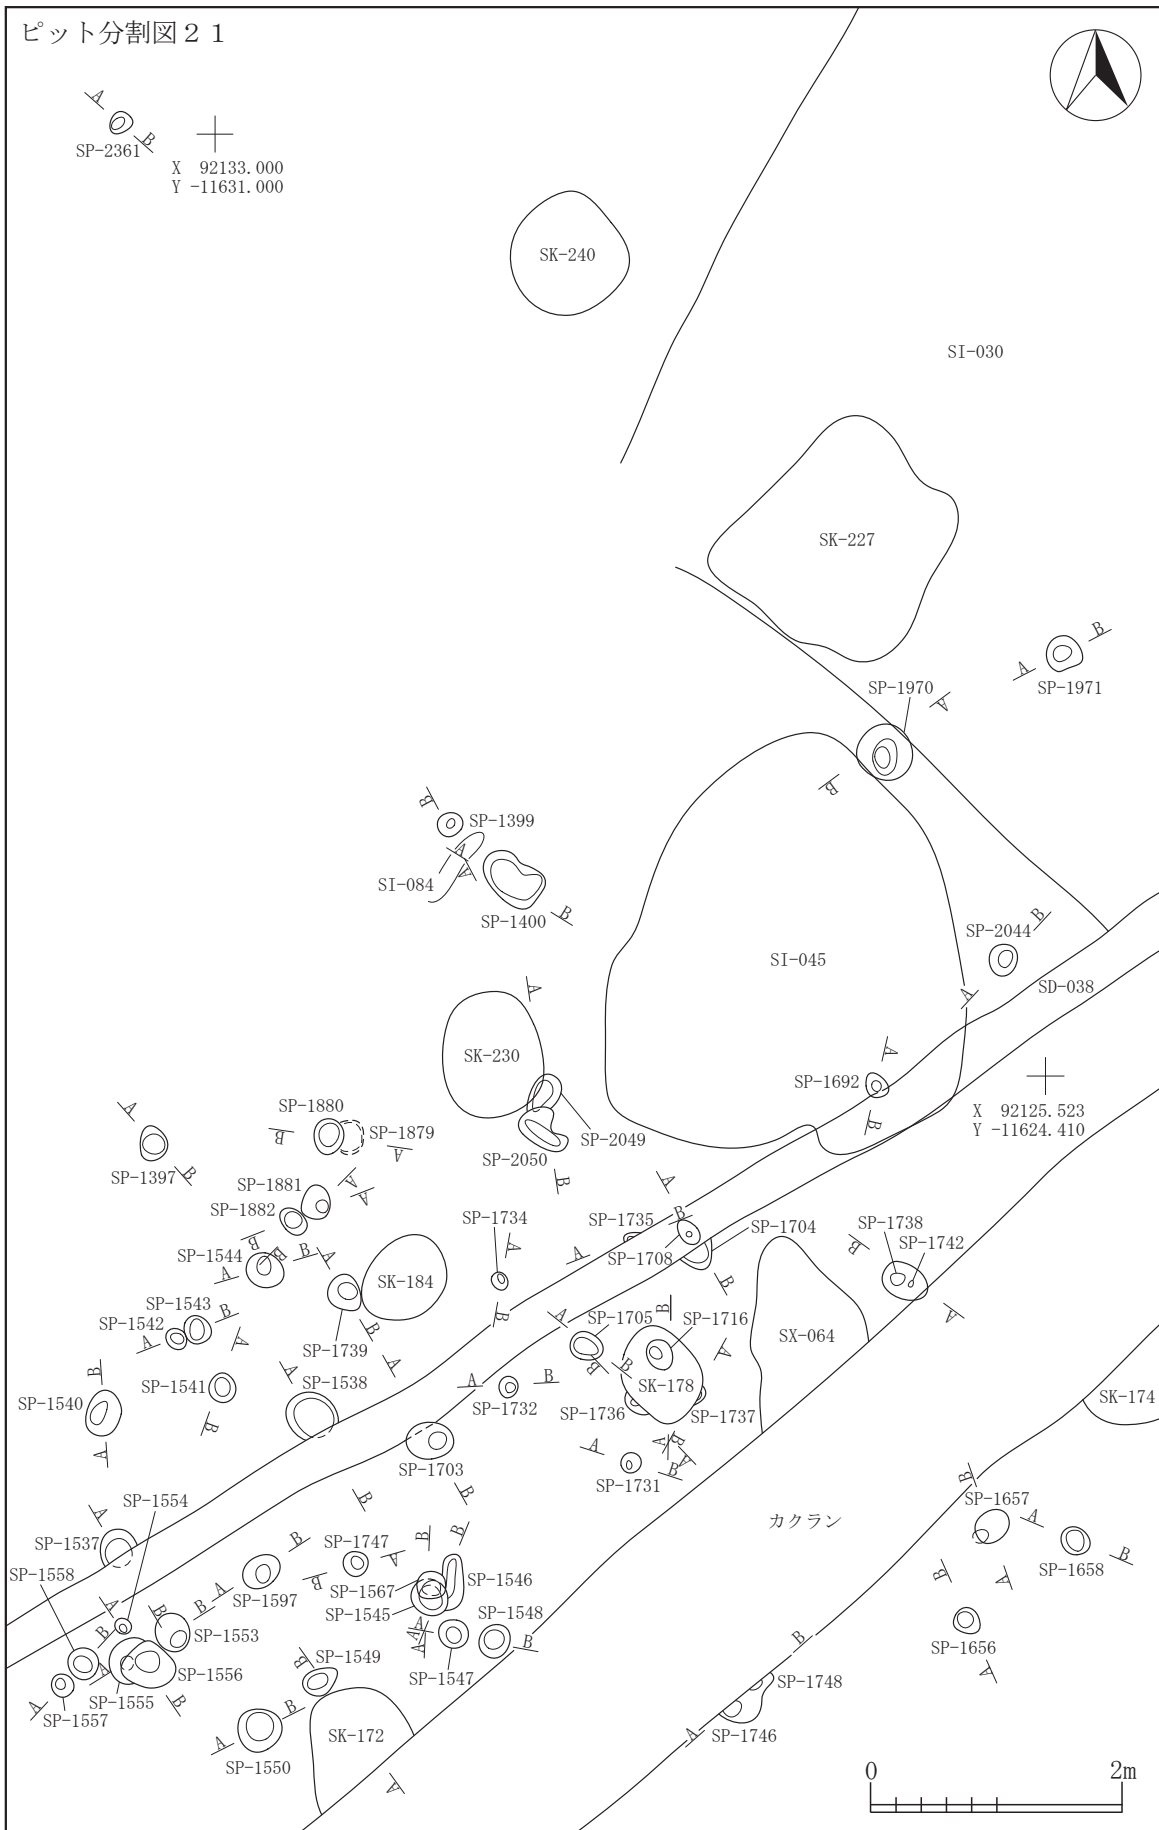 ピット分割図２１
A
B
SP-2361
X 92133.000
Y -11631.000
SK-240
SI-030
SK-227
B
A
SP-1971
SP-1970
A
B
B
SP-1399
A
A
SI-084
SP-1400
B
SP-2044
B
SI-045
SD-038
A
A
SK-230
A
SP-1692
B
X 92125.523
Y -11624.410
SP-1880
A
B
SP-1879
A
SP-2049
SP-2050
SP-1397
B
SP-1881
A
A
B
A
SP-1882
SP-1734
SP-1735
B
SP-1704
SP-1738
SP-1742
B
SP-1544
B
B
B
A
A
A
SP-1708
A
SK-184
B
B
A
SP-1543
B
SP-1542
A
A
B
A
SP-1705
B
SP-1716
A
SX-064
SP-1739
B
A
B
B
SK-178
B
SP-1541
A
SP-1538
A
B
SP-1732
SP-1540
SP-1736
SP-1737
SK-174
B
A
SP-1703
A
A
B
A
SP-1731
B
B
SP-1657
A
SP-1658
B
カクラン
SP-1554
A
B
B
SP-1537
B
SP-1747
A
B
B
SP-1558
B
SP-1567
SP-1546
B
A
A
SP-1597
SP-1545
A
B
B
SP-1553
A
A
A
SP-1548
B
SP-1547
SP-1656
A
B
B
A
SP-1556
SP-1549
B
SP-1748
A
SP-1555
B
SP-1557
B
A
SP-1550
SK-172
A
A
SP-1746
0
2m